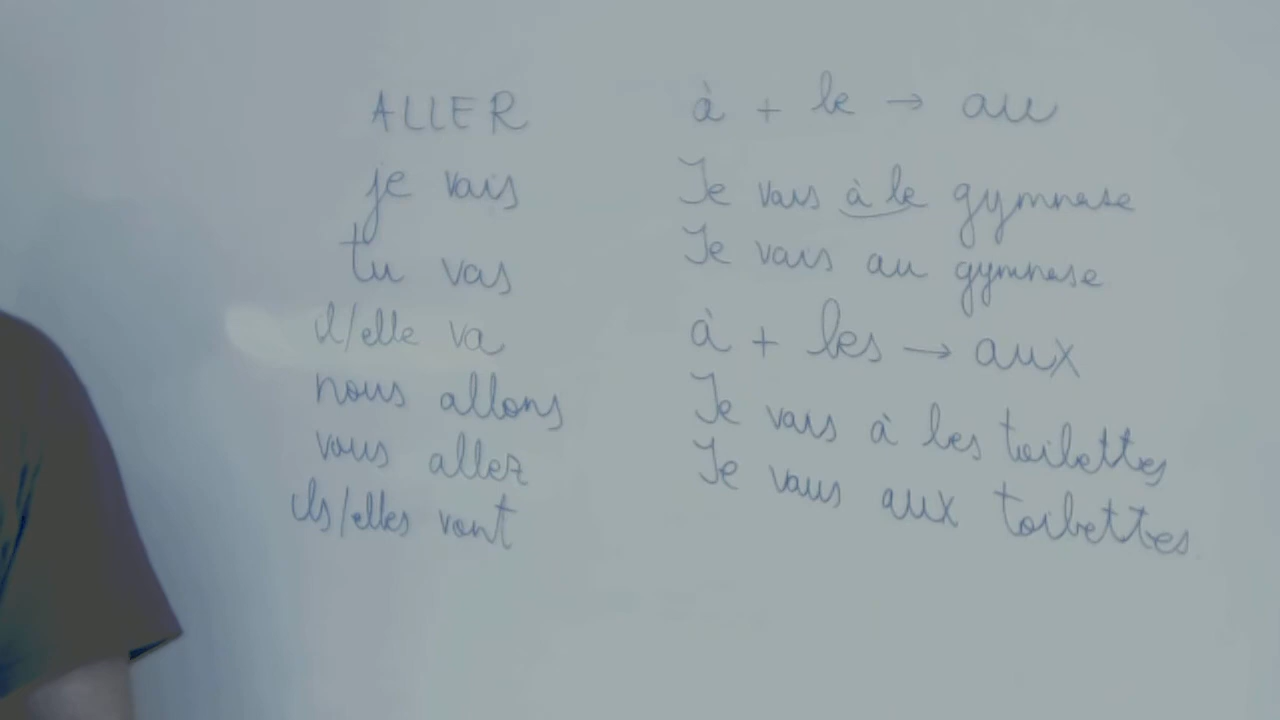 ALLER
je vais
tu vas
il/elle va
nous allons
vous allez
ils/elles vont
à + le → au
Je vais à le gymnase
Je vais au gymnase
à + les → aux
Je vais à les toilettes
Je vais aux toilettes